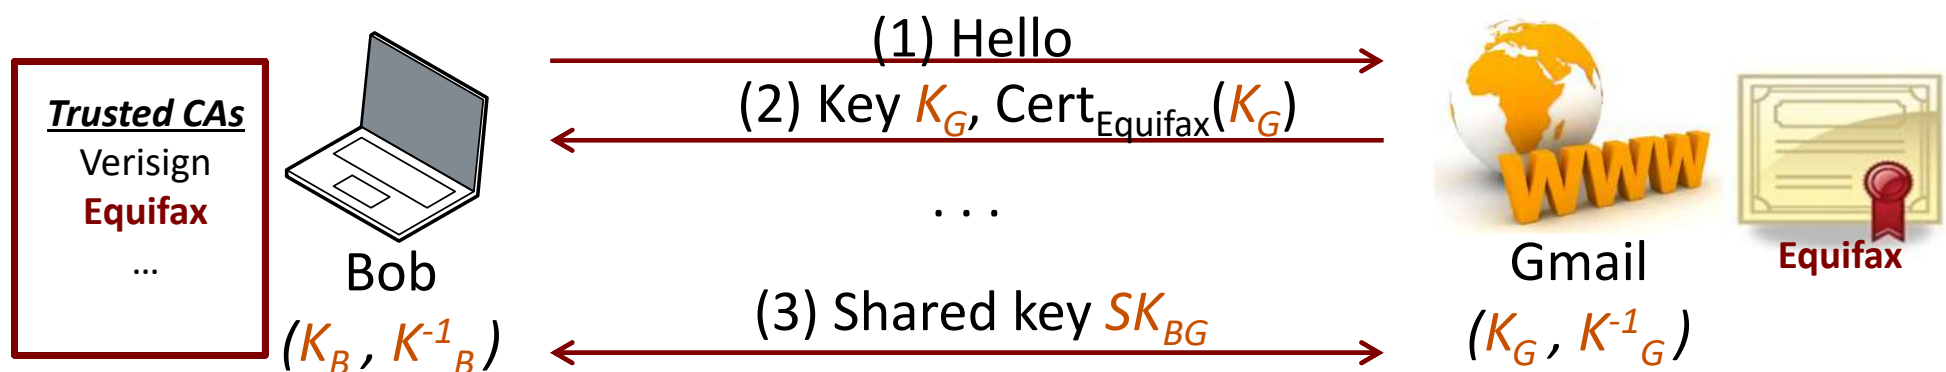 Trusted CAs
Verisign
Equifax
...
Bob
(K_B , K^-1_B )
(1) Hello
(2) Key K_G, Cert_Equifax(K_G)
. . .
(3) Shared key SK_BG
WWW
Gmail
(K_G , K^-1_G )
Equifax